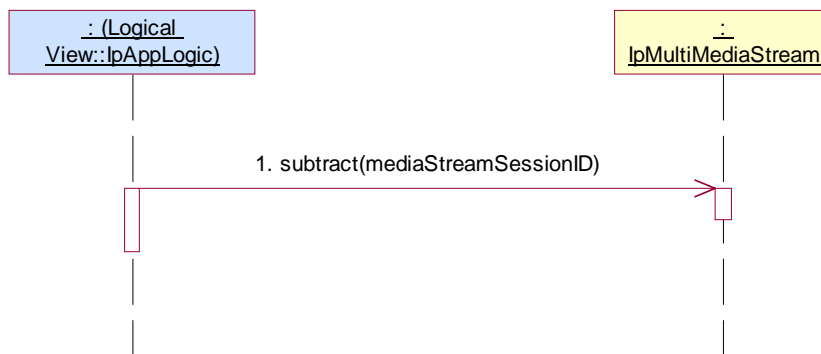 : (Logical
View::IpAppLogic)
:
IpMultiMediaStream
1. subtract(mediaStreamSessionID)